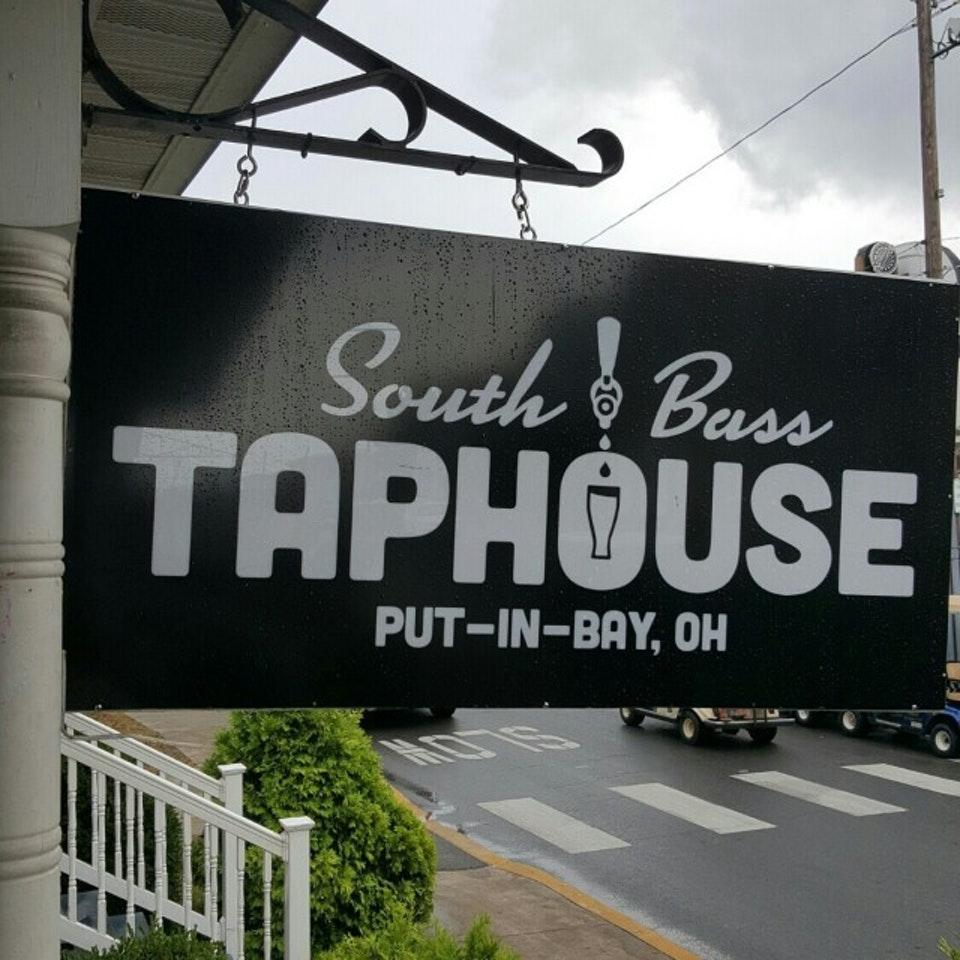 South Bass
TAPHOUSE
PUT-IN-BAY, OH
SLOW